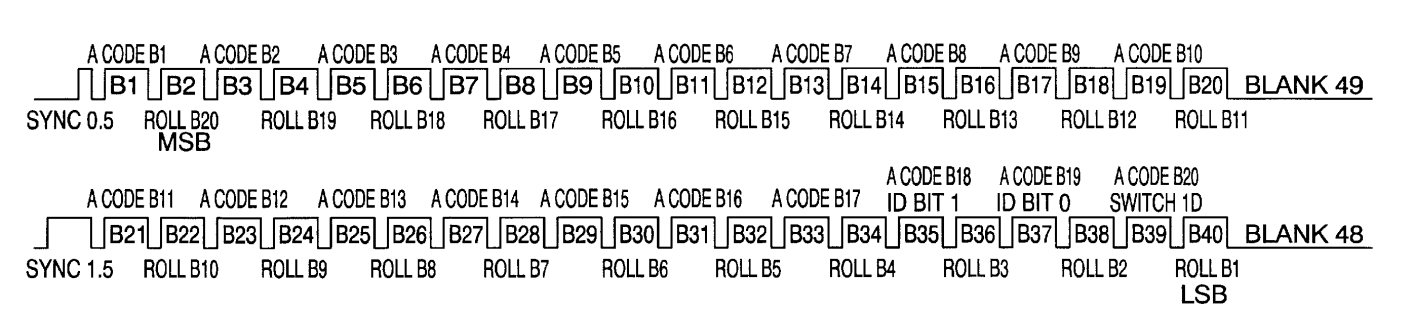 A CODE B1 A CODE B2 A CODE B3 A CODE B4 A CODE B5 A CODE B6 A CODE B7 A CODE B8 A CODE B9 A CODE B10
B1 B2 B3 B4 B5 B6 B7 B8 B9 B10 B11 B12 B13 B14 B15 B16 B17 B18 B19 B20 BLANK 49
SYNC 0.5 ROLL B20 ROLL B19 ROLL B18 ROLL B17 ROLL B16 ROLL B15 ROLL B14 ROLL B13 ROLL B12 ROLL B11
MSB
A CODE B18 A CODE B19 A CODE B20
A CODE B11 A CODE B12 A CODE B13 A CODE B14 A CODE B15 A CODE B16 A CODE B17 ID BIT 1 ID BIT 0 SWITCH 1D
B21 B22 B23 B24 B25 B26 B27 B28 B29 B30 B31 B32 B33 B34 B35 B36 B37 B38 B39 B40 BLANK 48
SYNC 1.5 ROLL B10 ROLL B9 ROLL B8 ROLL B7 ROLL B6 ROLL B5 ROLL B4 ROLL B3 ROLL B2 ROLL B1
LSB